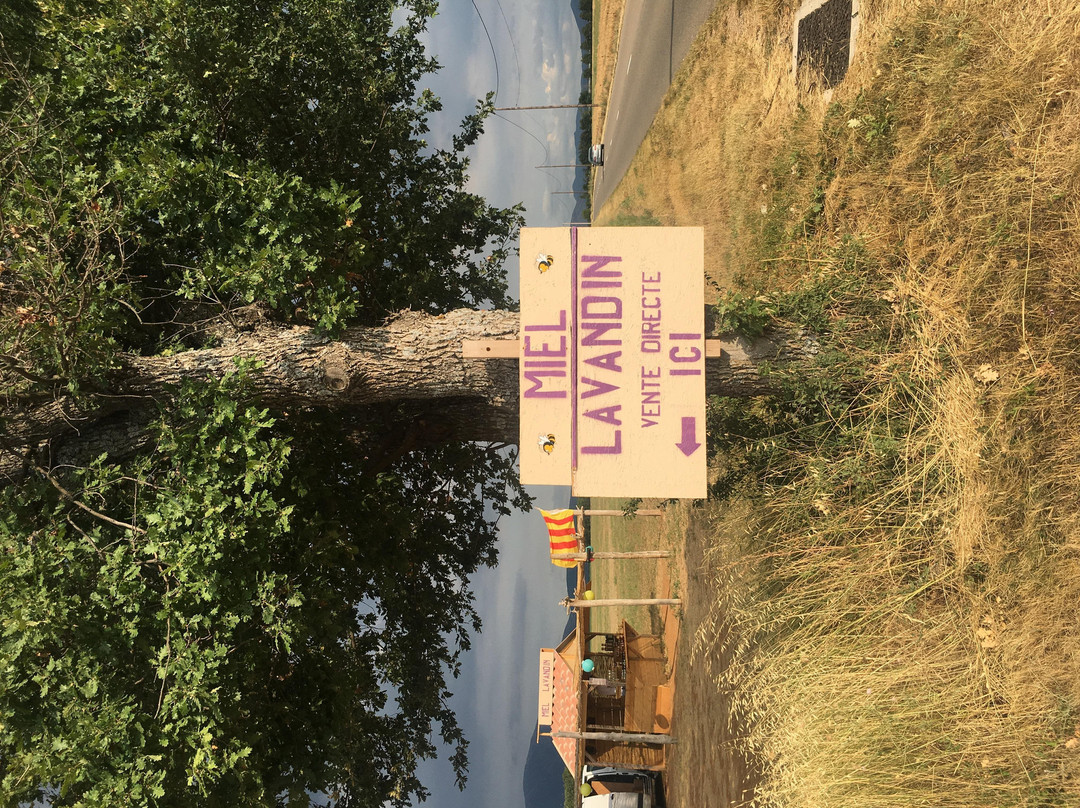 MIEL
LAVANDIN
VENTE DIRECTE
ICI
MIEL LAVANDIN